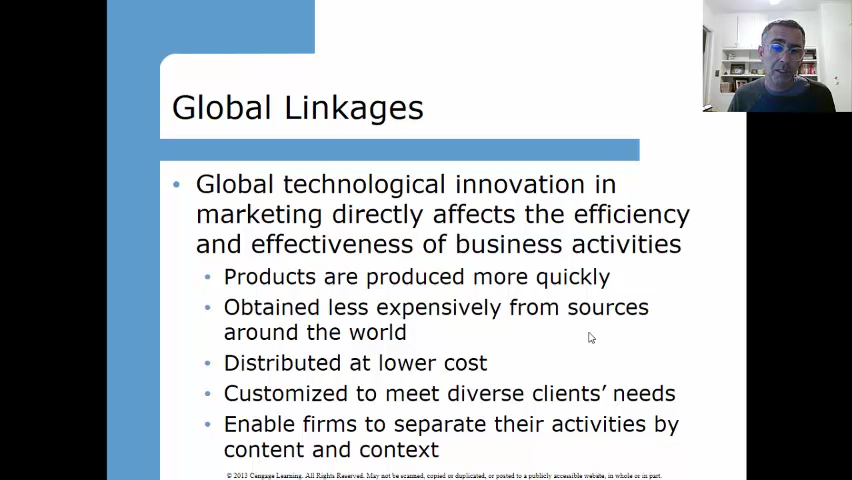 Global Linkages
• Global technological innovation in
marketing directly affects the efficiency
and effectiveness of business activities
• Products are produced more quickly
• Obtained less expensively from sources
around the world
• Distributed at lower cost
• Customized to meet diverse clients’ needs
• Enable firms to separate their activities by
content and context
© 2013 Cengage Learning. All Rights Reserved. May not be scanned, copied or duplicated, or posted to a publicly accessible website, in whole or in part.